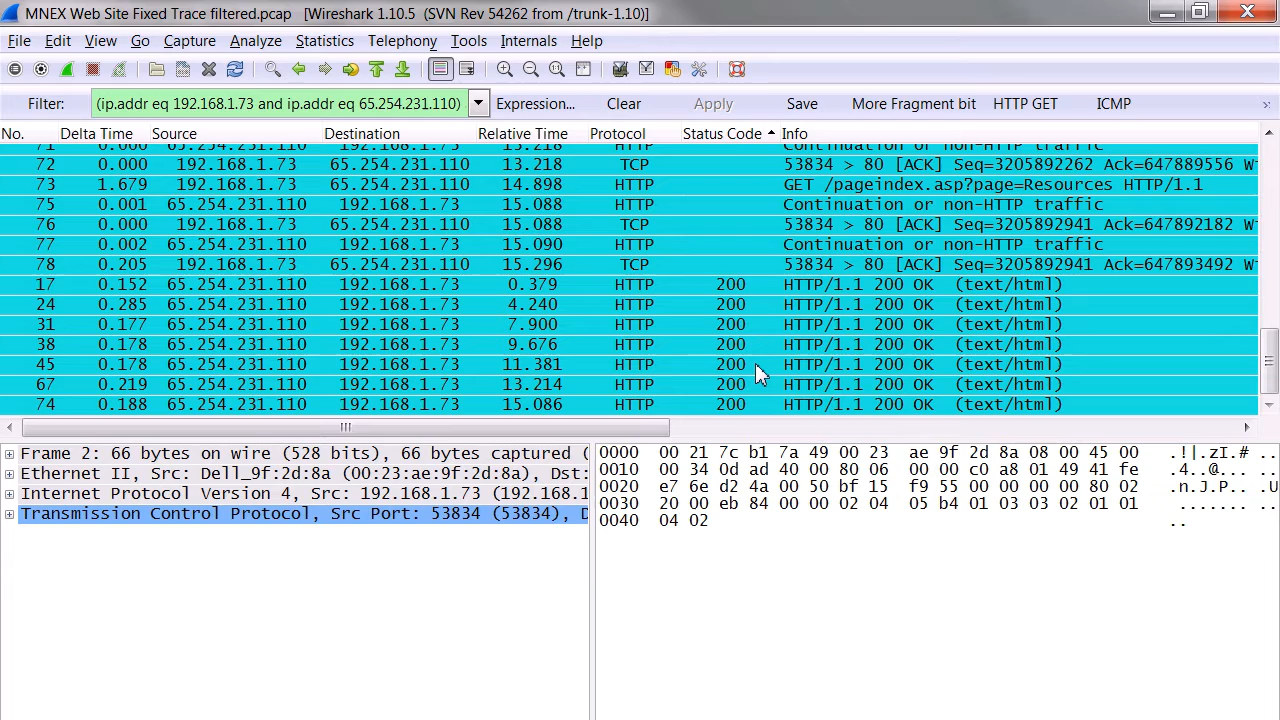 MNEX Web Site Fixed Trace filtered.pcap [Wireshark 1.10.5 (SVN Rev 54262 from /trunk-1.10)]
File Edit View Go Capture Analyze Statistics Telephony Tools Internals Help
Filter: (ip.addr eq 192.168.1.73 and ip.addr eq 65.254.231.110) Expression... Clear Apply Save More Fragment bit HTTP GET ICMP
No. Delta Time Source Destination Relative Time Protocol Status Code Info
71 0.000 65.254.231.110 192.168.1.73 13.218 HTTP Continuation or non-HTTP traffic
72 0.000 192.168.1.73 65.254.231.110 13.218 TCP 53834 > 80 [ACK] Seq=3205892262 Ack=647889556 W
73 1.679 192.168.1.73 65.254.231.110 14.898 HTTP GET /pageindex.asp?page=Resources HTTP/1.1
75 0.001 65.254.231.110 192.168.1.73 15.088 HTTP Continuation or non-HTTP traffic
76 0.000 192.168.1.73 65.254.231.110 15.088 TCP 53834 > 80 [ACK] Seq=3205892941 Ack=647892182 W
77 0.002 65.254.231.110 192.168.1.73 15.090 HTTP Continuation or non-HTTP traffic
78 0.205 192.168.1.73 65.254.231.110 15.296 TCP 53834 > 80 [ACK] Seq=3205892941 Ack=647893492 W
17 0.152 65.254.231.110 192.168.1.73 0.379 HTTP 200 HTTP/1.1 200 OK (text/html)
24 0.285 65.254.231.110 192.168.1.73 4.240 HTTP 200 HTTP/1.1 200 OK (text/html)
31 0.177 65.254.231.110 192.168.1.73 7.900 HTTP 200 HTTP/1.1 200 OK (text/html)
38 0.178 65.254.231.110 192.168.1.73 9.676 HTTP 200 HTTP/1.1 200 OK (text/html)
45 0.178 65.254.231.110 192.168.1.73 11.381 HTTP 200 HTTP/1.1 200 OK (text/html)
67 0.219 65.254.231.110 192.168.1.73 13.214 HTTP 200 HTTP/1.1 200 OK (text/html)
74 0.188 65.254.231.110 192.168.1.73 15.086 HTTP 200 HTTP/1.1 200 OK (text/html)
Frame 2: 66 bytes on wire (528 bits), 66 bytes captured (
Ethernet II, Src: Dell_9f:2d:8a (00:23:ae:9f:2d:8a), Dst:
Internet Protocol Version 4, Src: 192.168.1.73 (192.168.1
Transmission Control Protocol, Src Port: 53834 (53834), D
0000 00 21 7c b1 7a 49 00 23 ae 9f 2d 8a 08 00 45 00 .!|.zI.#
0010 00 34 0d ad 40 00 80 06 00 00 c0 a8 01 49 41 fe .4..@...
0020 e7 6e d2 4a 00 50 bf 15 f9 55 00 00 00 00 80 02 .n.J.P.. .U
0030 20 00 eb 84 00 00 02 04 05 b4 01 03 03 02 01 01 ....... ..
0040 04 02 ..